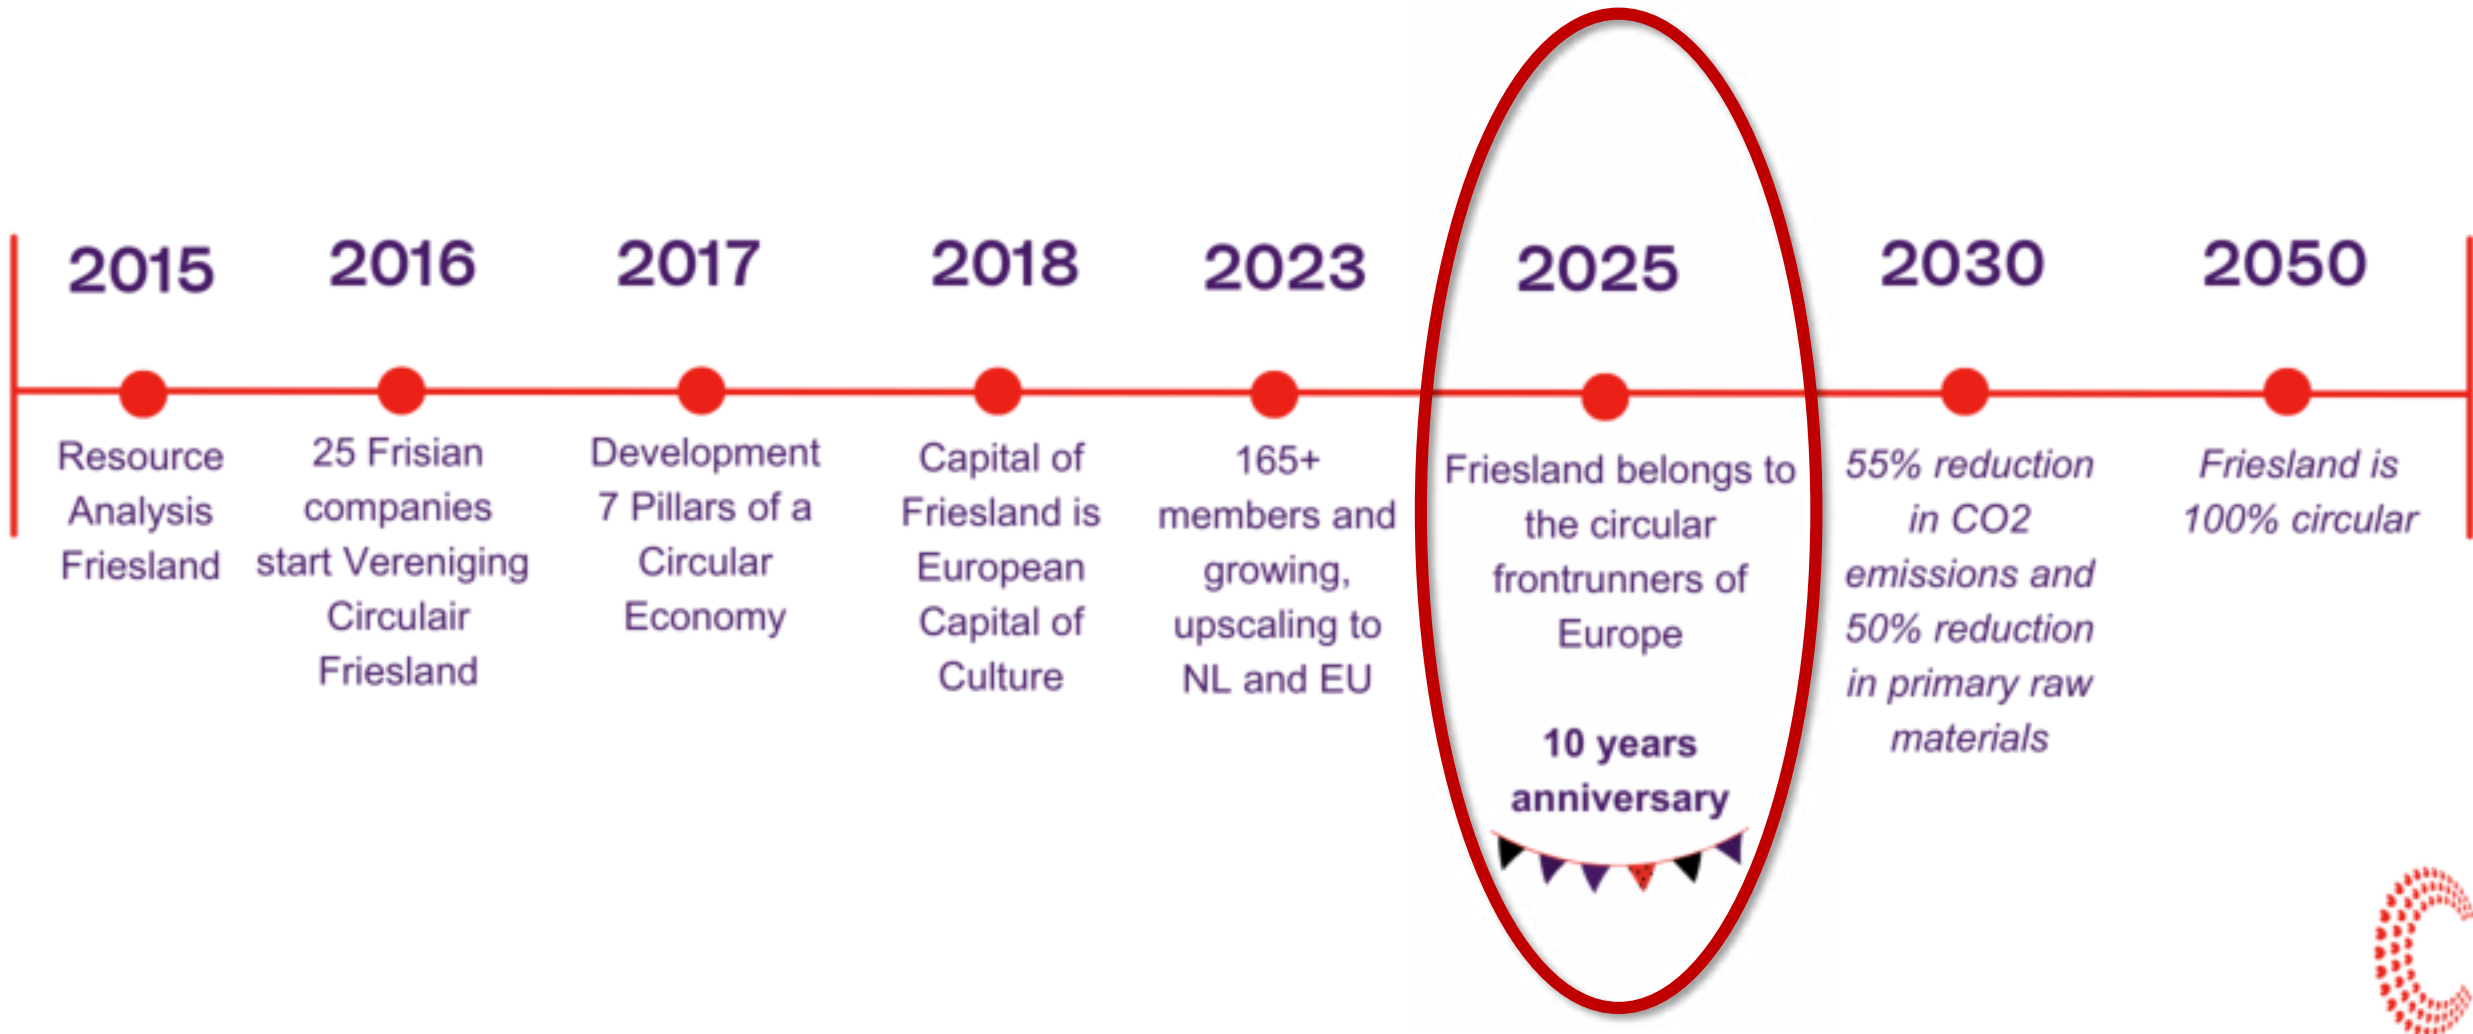 2015
Resource
Analysis
Friesland
2016
25 Frisian
companies
start Vereniging
Circulair
Friesland
2017
Development
7 Pillars of a
Circular
Economy
2018
Capital of
Friesland is
European
Capital of
Culture
2023
165+
members and
growing,
upscaling to
NL and EU
2025
Friesland belongs to
the circular
frontrunners of
Europe
10 years
anniversary
2030
55% reduction
in CO2
emissions and
50% reduction
in primary raw
materials
2050
Friesland is
100% circular